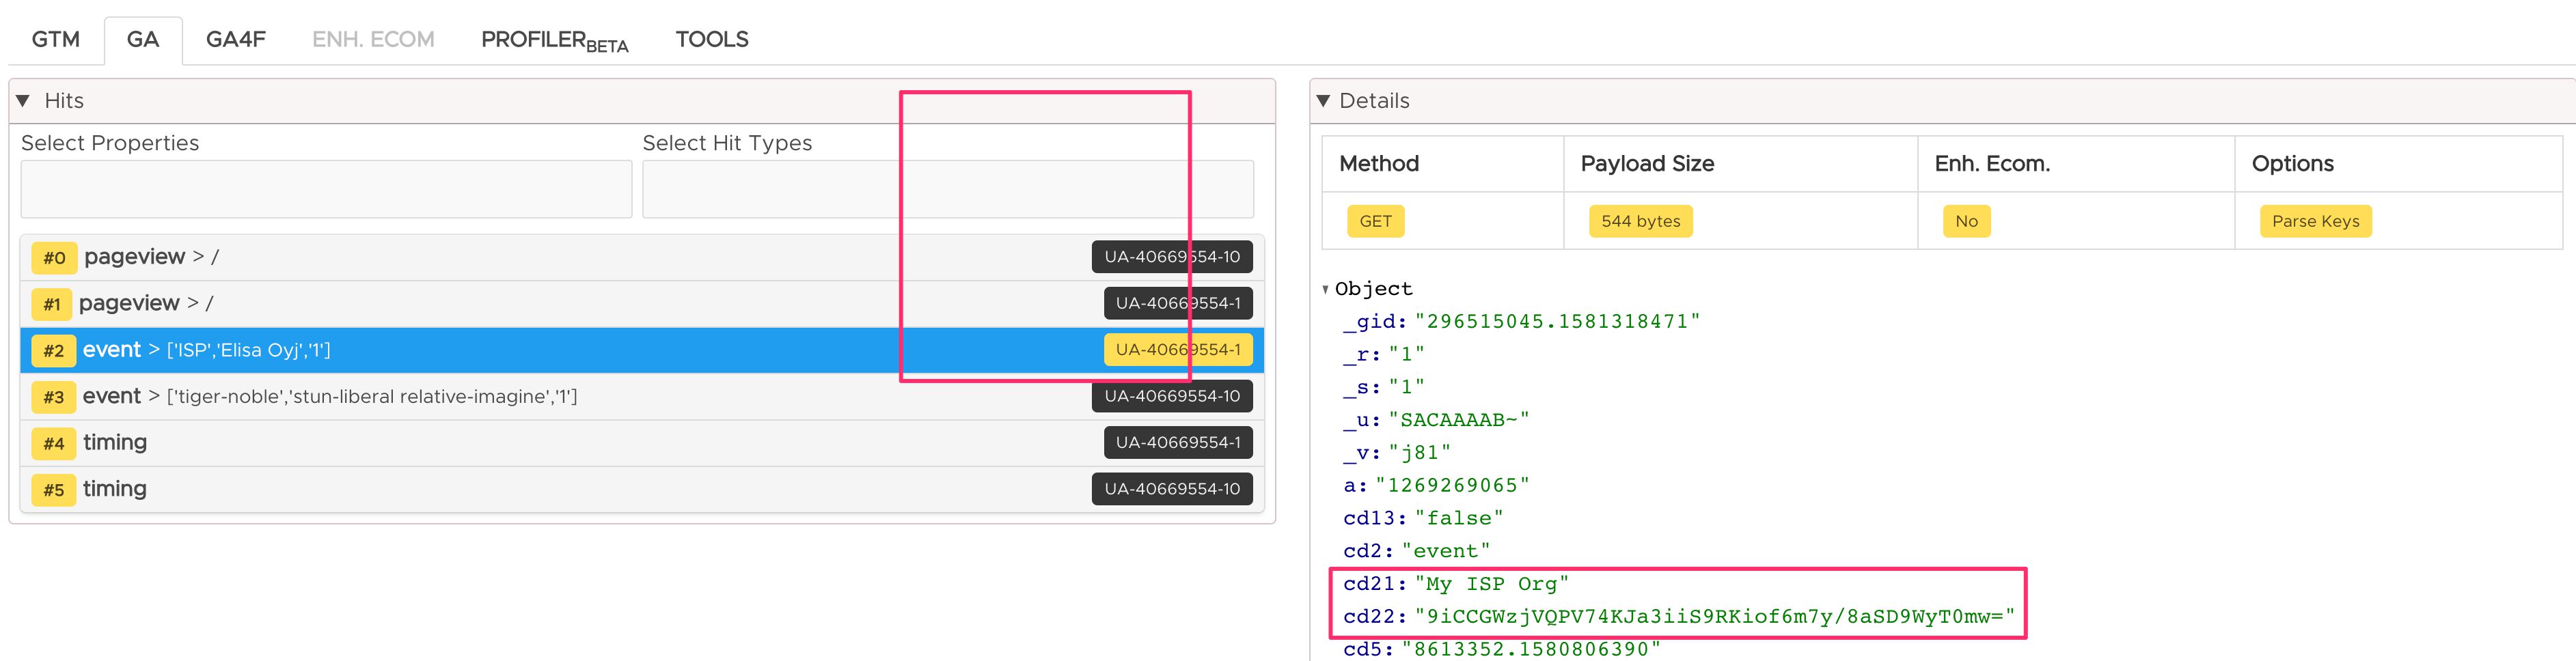 GTM GA GA4F ENH. ECOM PROFILER BETA TOOLS
Hits
Select Properties Select Hit Types
#0 pageview > / UA-40669554-10
#1 pageview > / UA-40669554-1
#2 event > ['ISP','Elisa Oyj','1'] UA-40669554-1
#3 event > ['tiger-noble','stun-liberal relative-imagine','1'] UA-40669554-10
#4 timing UA-40669554-1
#5 timing UA-40669554-10
Details
Method Payload Size Enh. Ecom. Options
GET 544 bytes No Parse Keys
Object
_gid: "296515045.1581318471"
_r: "1"
_s: "1"
_u: "SACAAAAB~"
_v: "j81"
a: "1269269065"
cd13: "false"
cd2: "event"
cd21: "My ISP Org"
cd22: "9iCCGWzjVQPV74KJa3iiS9RKiof6m7y/8aSD9WyT0mw="
cd5: "8613352.1580806390"